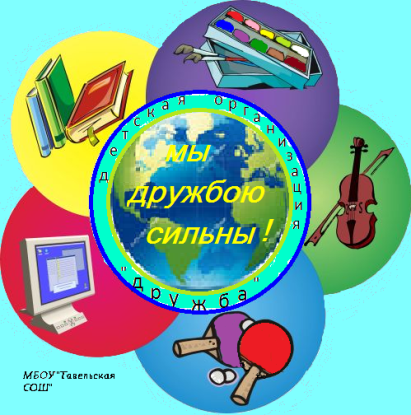 детская организация
мы
дружбою
сильны!
"дружба"
МБОУ "Тавельская
СОШ"